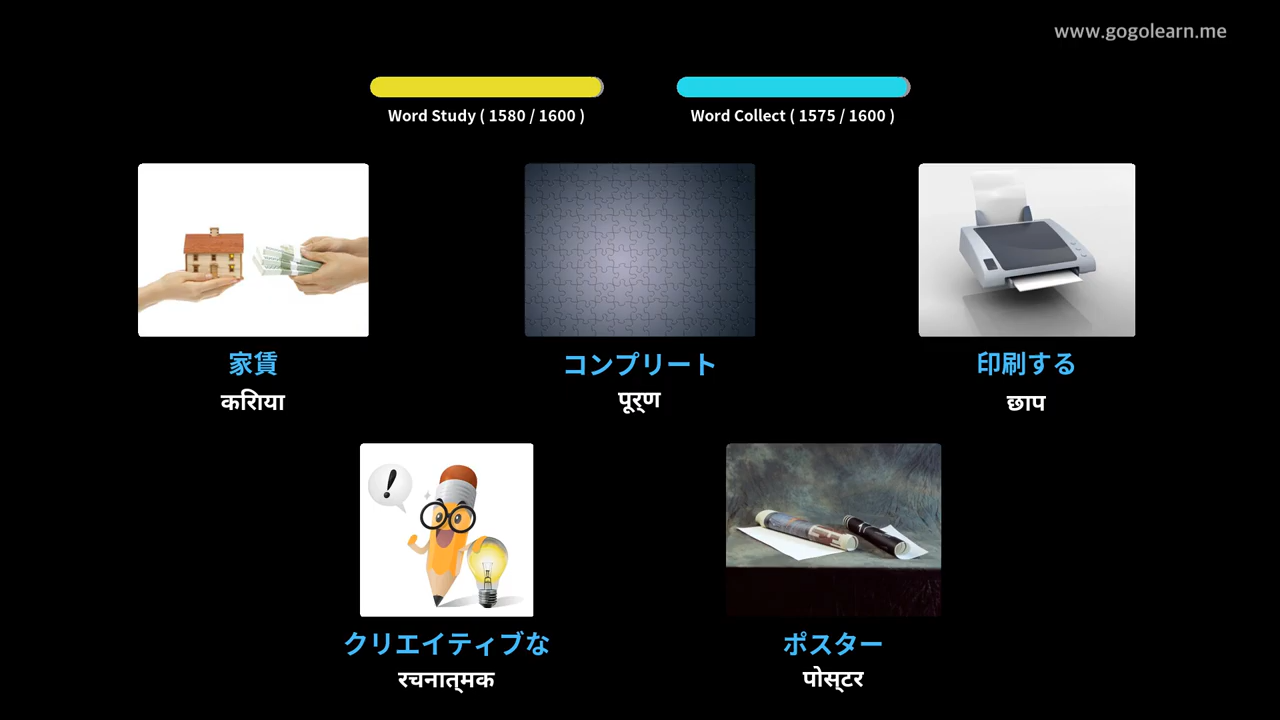 www.gogolearn.me
Word Study ( 1580 / 1600 )
Word Collect ( 1575 / 1600 )
家賃
コンプリート
印刷する
किराया
पूर्ण
छाप
クリエイティブな
ポスター
रचनात्मक
पोस्टर